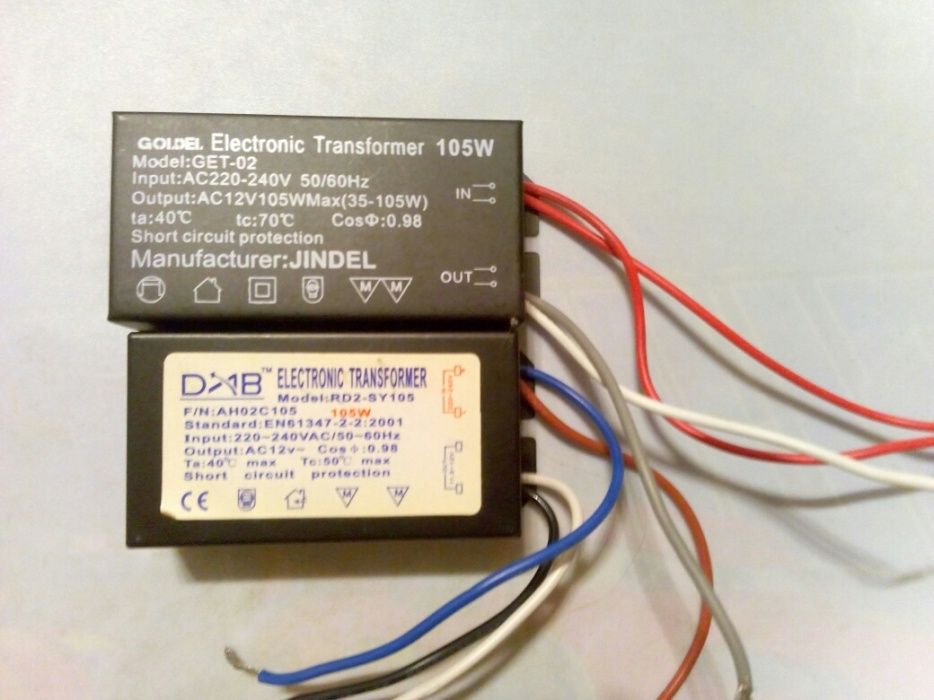 GOLDEL Electronic Transformer 105W
Model:GET-02
Input:AC220-240V 50/60Hz
Output:AC12V105WMax(35-105W)
ta:40℃ tc:70℃ CosΦ:0.98
Short circuit protection
Manufacturer:JINDEL
IN
OUT
M M
DAB™ ELECTRONIC TRANSFORMER
Model:RD2-SY105
F/N:AH02C105 105W
Standard:EN61347-2-2:2001
Input:220~240VAC/50~60Hz
Output:AC12v~ CosΦ:0.98
Ta:40℃ max Tc:50℃ max
Short circuit protection
CE M M